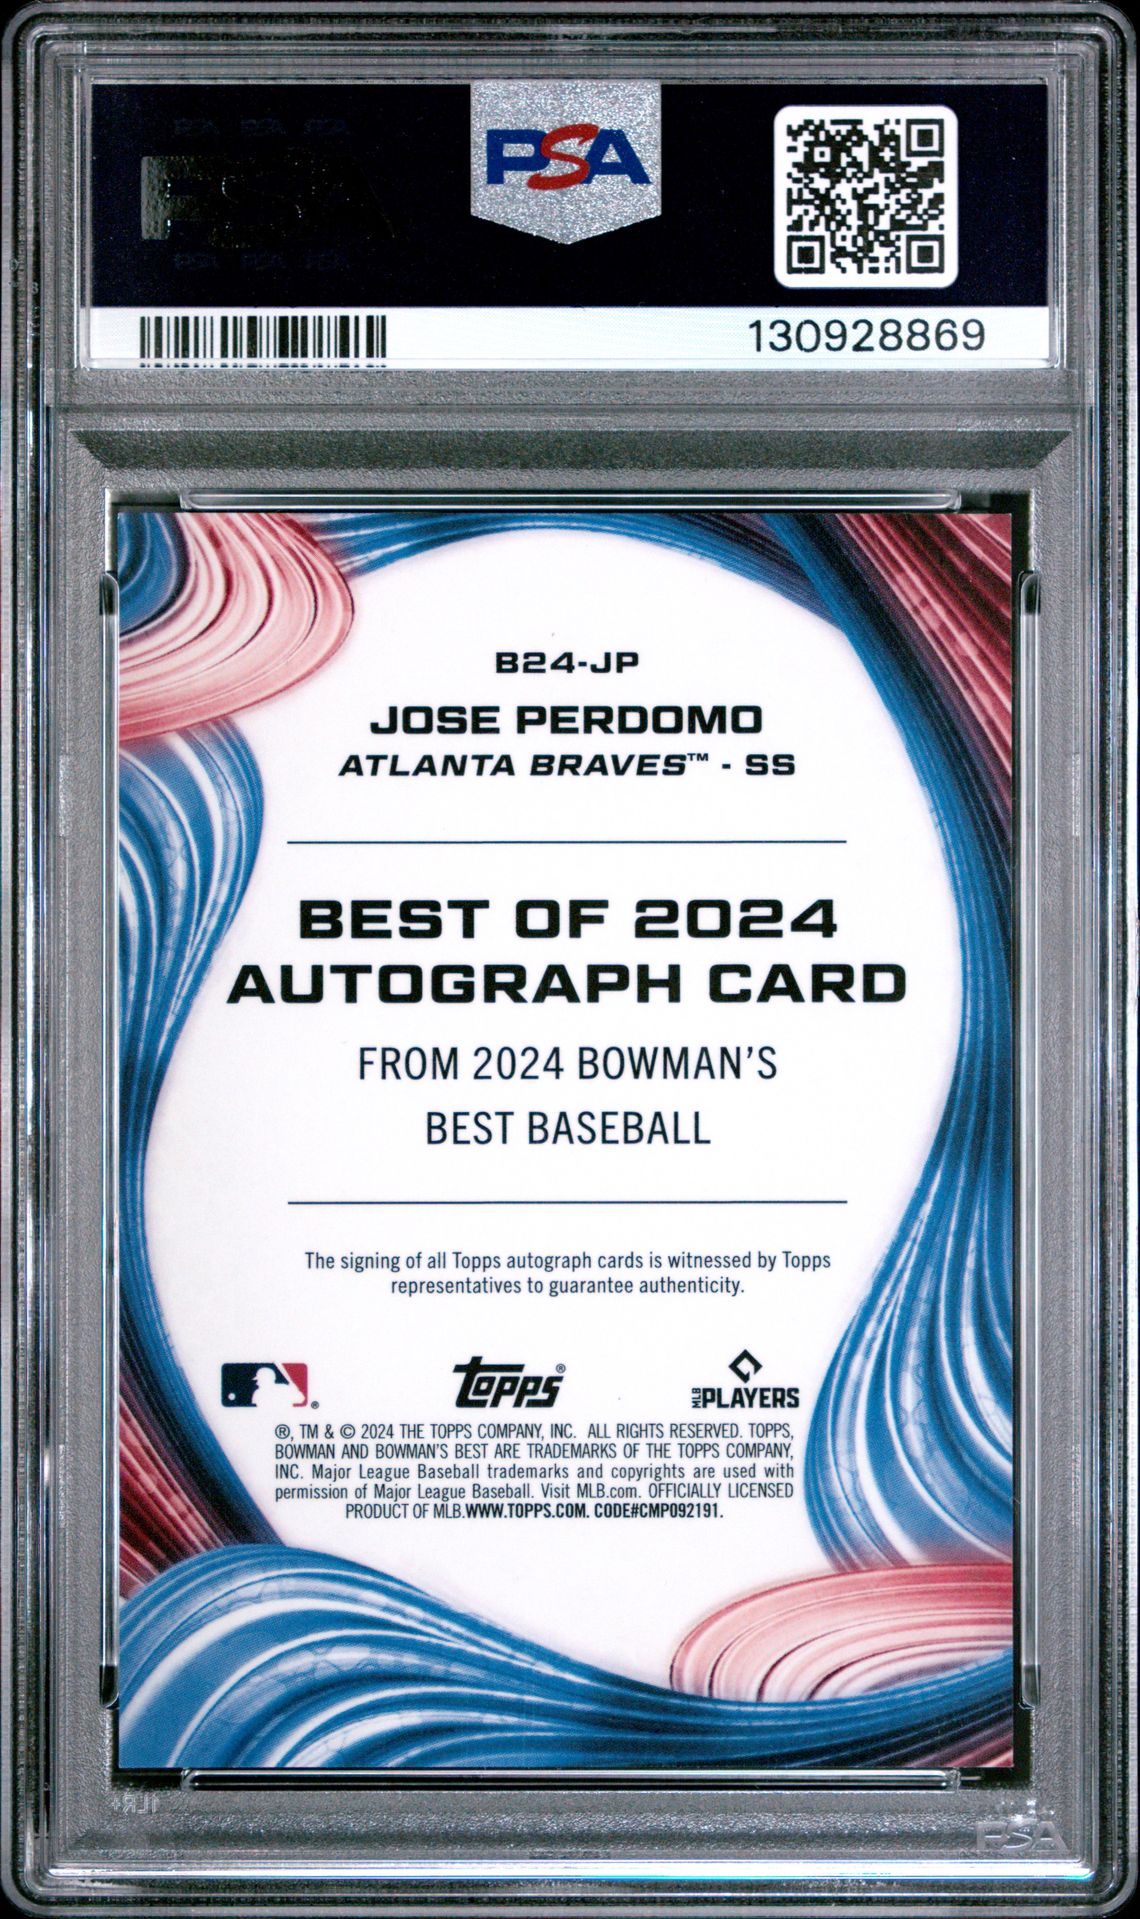 PSA
130928869
B24-JP
JOSE PERDOMO
ATLANTA BRAVES™ - SS
BEST OF 2024
AUTOGRAPH CARD
FROM 2024 BOWMAN'S
BEST BASEBALL
The signing of all Topps autograph cards is witnessed by Topps
representatives to guarantee authenticity.
Topps®
MLB PLAYERS
®, TM & © 2024 THE TOPPS COMPANY, INC. ALL RIGHTS RESERVED. TOPPS,
BOWMAN AND BOWMAN'S BEST ARE TRADEMARKS OF THE TOPPS COMPANY,
INC. Major League Baseball trademarks and copyrights are used with
permission of Major League Baseball. Visit MLB.com. OFFICIALLY LICENSED
PRODUCT OF MLB.WWW.TOPPS.COM. CODE#CMP092191.
PSA